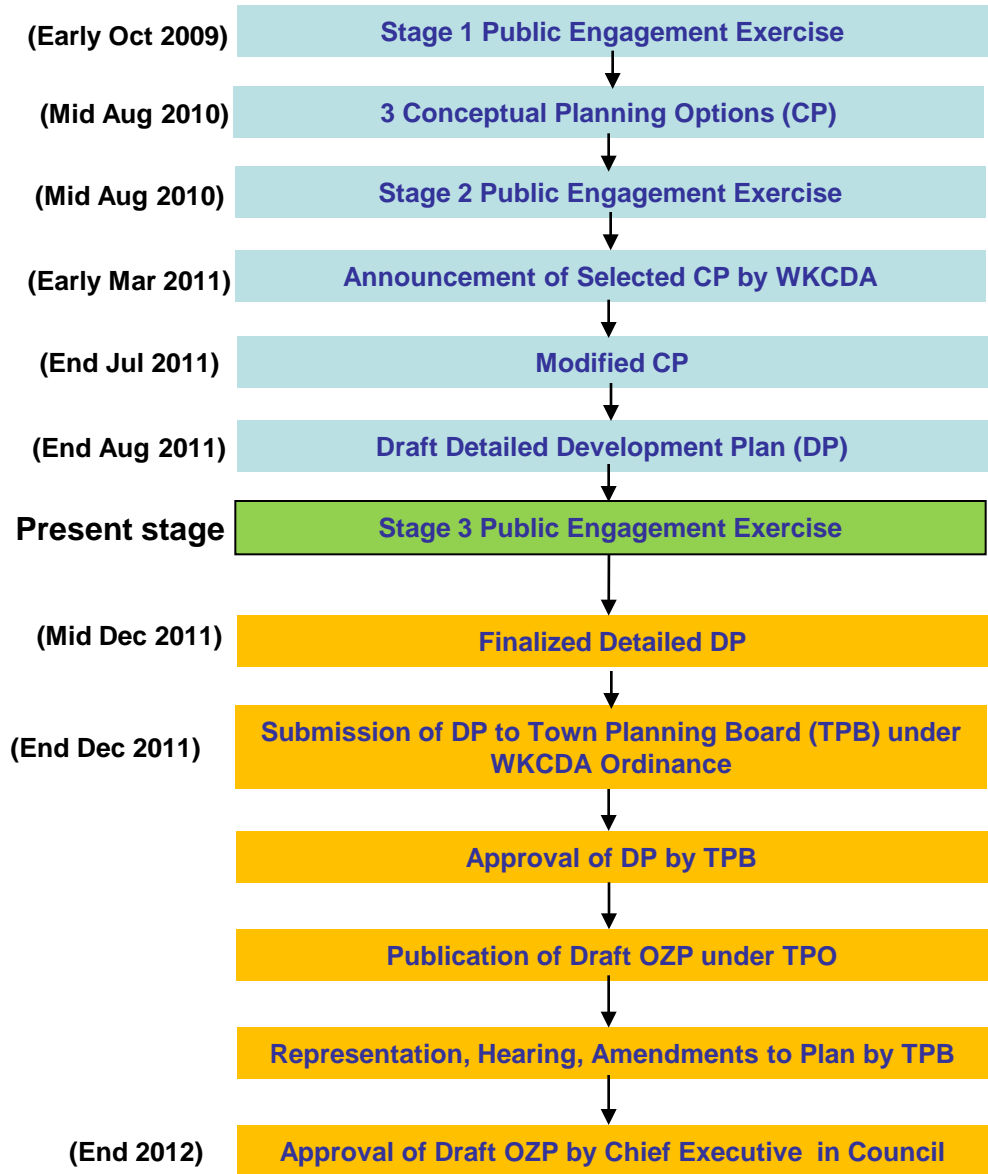 (Early Oct 2009) Stage 1 Public Engagement Exercise
(Mid Aug 2010) 3 Conceptual Planning Options (CP)
(Mid Aug 2010) Stage 2 Public Engagement Exercise
(Early Mar 2011) Announcement of Selected CP by WKCDA
(End Jul 2011) Modified CP
(End Aug 2011) Draft Detailed Development Plan (DP)
Present stage Stage 3 Public Engagement Exercise
(Mid Dec 2011) Finalized Detailed DP
(End Dec 2011) Submission of DP to Town Planning Board (TPB) under
WKCDA Ordinance
Approval of DP by TPB
Publication of Draft OZP under TPO
Representation, Hearing, Amendments to Plan by TPB
(End 2012) Approval of Draft OZP by Chief Executive in Council